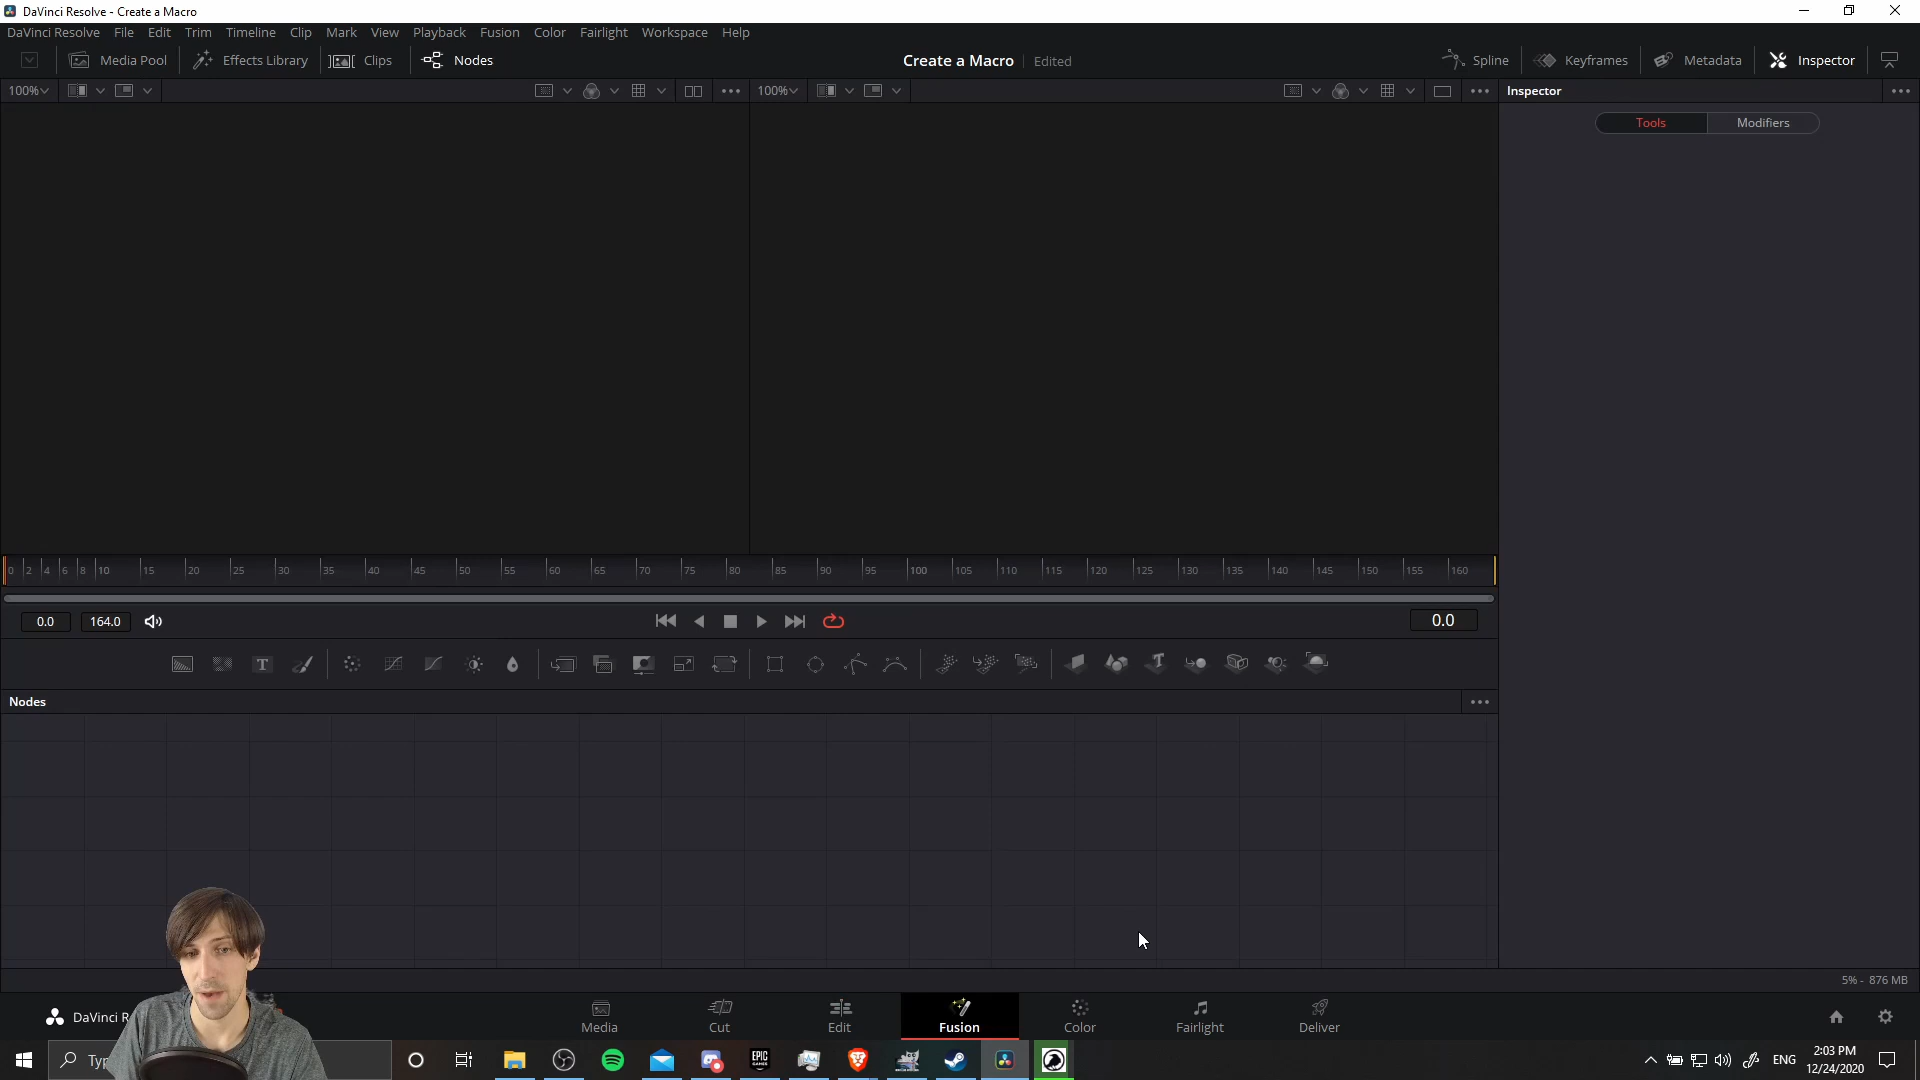 DaVinci Resolve - Create a Macro
DaVinci Resolve File Edit Trim Timeline Clip Mark View Playback Fusion Color Fairlight Workspace Help
Media Pool Effects Library Clips Nodes Create a Macro Edited Spline Keyframes Metadata Inspector
100% 100% Inspector
Tools Modifiers
0 2 4 6 8 10 15 20 25 30 35 40 45 50 55 60 65 70 75 80 85 90 95 100 105 110 115 120 125 130 135 140 145 150 155 160
0.0 164.0 0.0
Nodes
5% - 876 MB
DaVinci R
Media Cut Edit Fusion Color Fairlight Deliver
Typ
EPIC GAMES
ENG
2:03 PM
12/24/2020